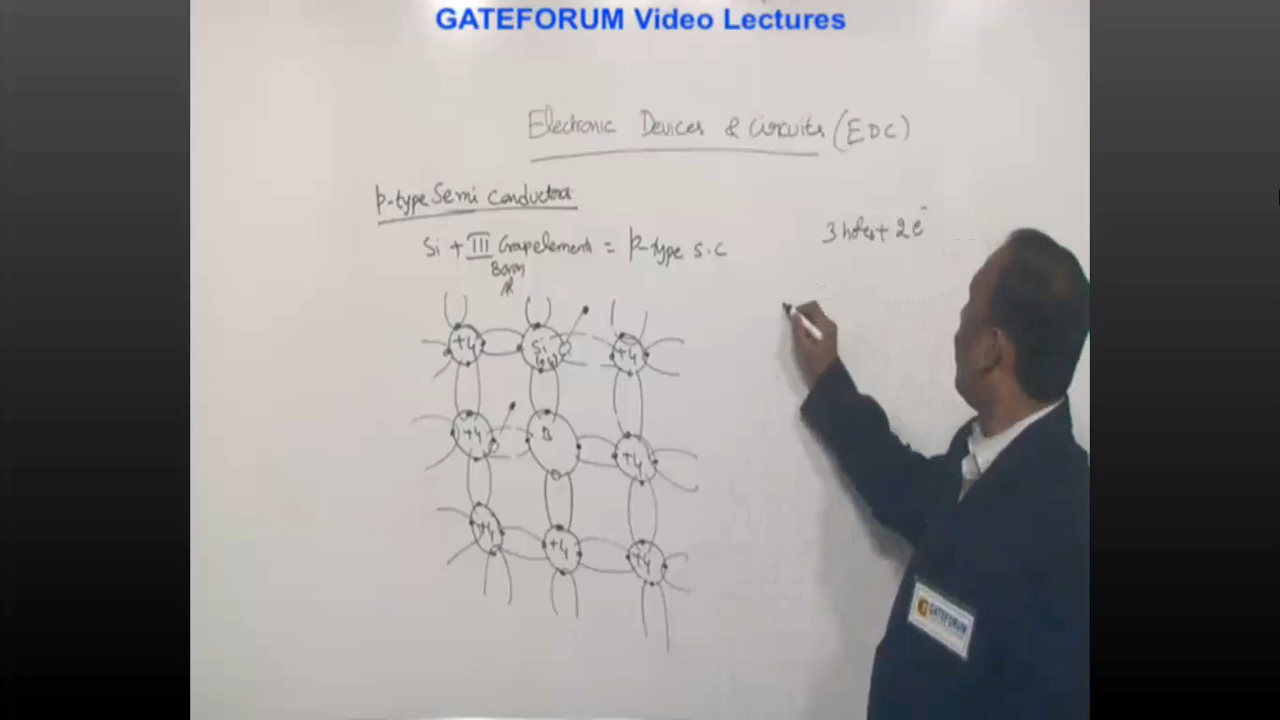 GATEFORUM Video Lectures
Electronic Devices & Circuits (EDC)
p-type Semi Conductor
3 holes + 2e⁻
Si + III Group elements = p-type s.c
Boron
Al
+4 Si +4
+4
+4 B +4
+4 +4 +4
GATEFORUM